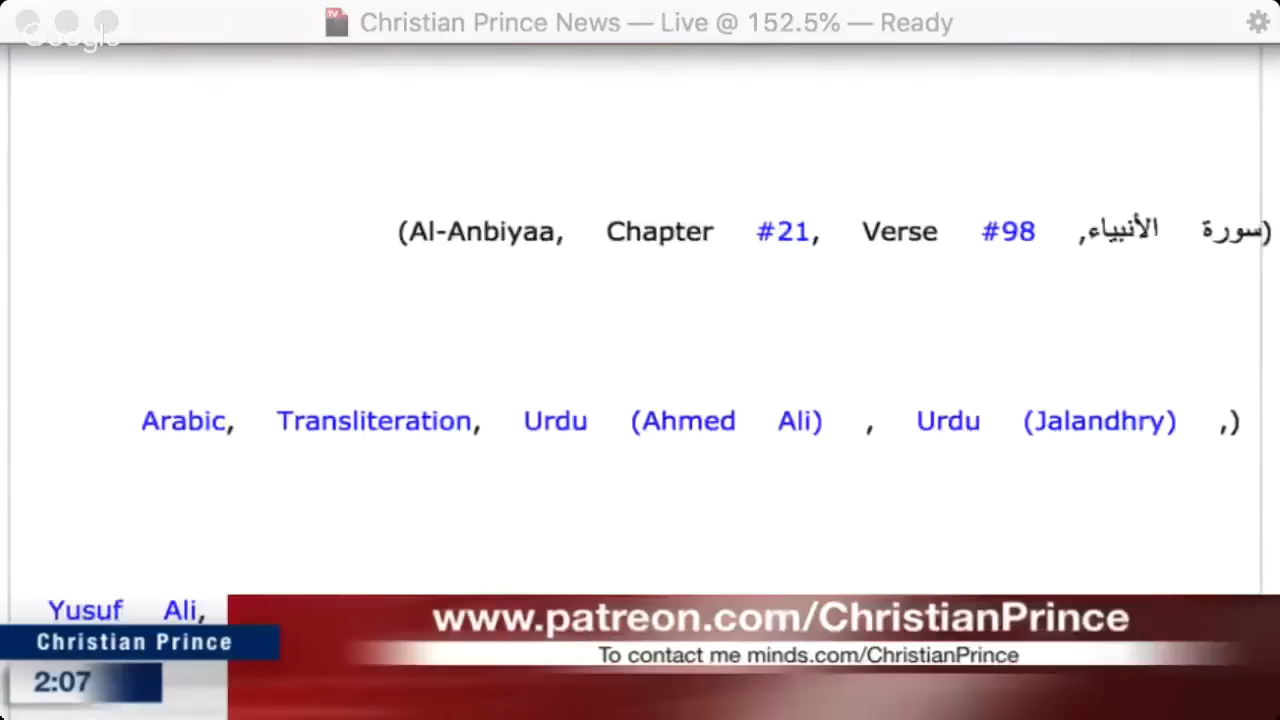 Christian Prince News — Live @ 152.5% — Ready
Google
(Al-Anbiyaa, Chapter #21, Verse #98 ,سورة الأنبياء)
Arabic, Transliteration, Urdu (Ahmed Ali) , Urdu (Jalandhry) ,)
Yusuf Ali,
www.patreon.com/ChristianPrince
Christian Prince
To contact me minds.com/ChristianPrince
2:07